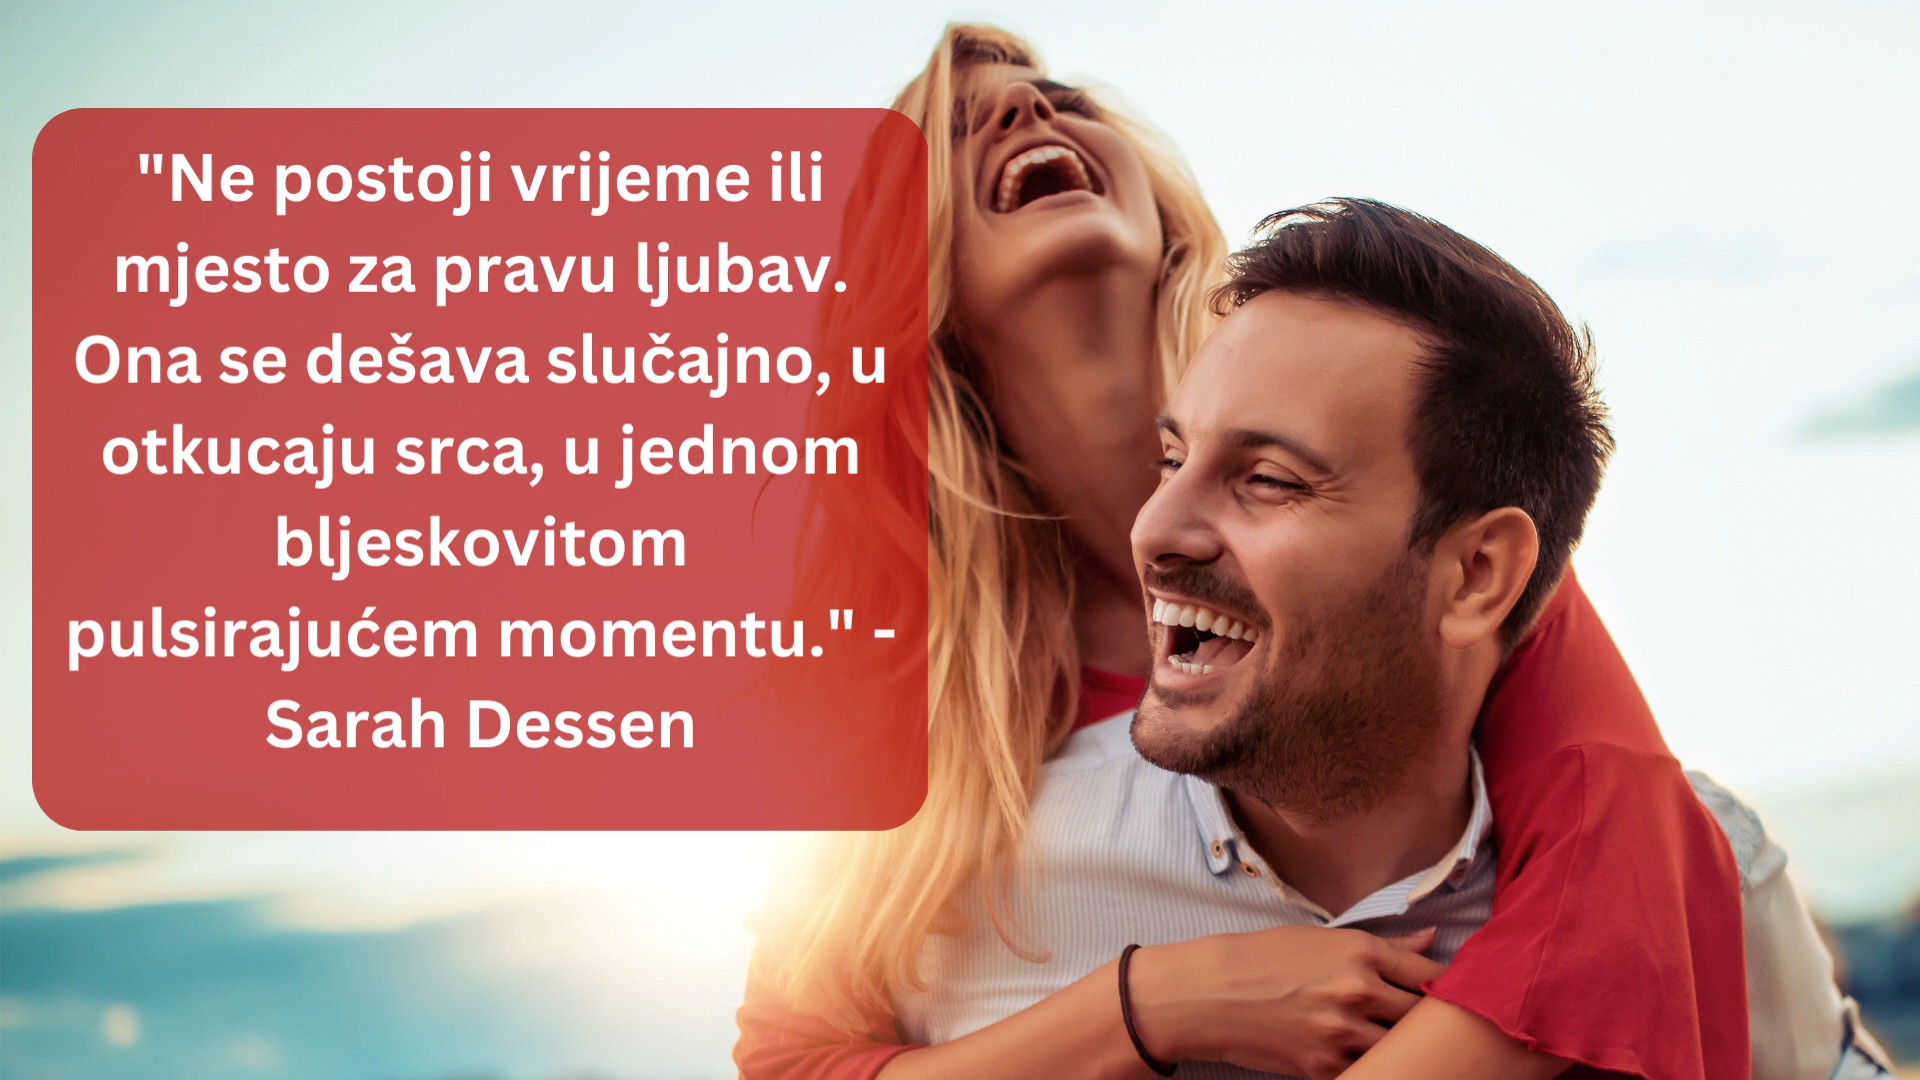 "Ne postoji vrijeme ili
mjesto za pravu ljubav.
Ona se dešava slučajno, u
otkucaju srca, u jednom
bljeskovitom
pulsirajućem momentu." -
Sarah Dessen